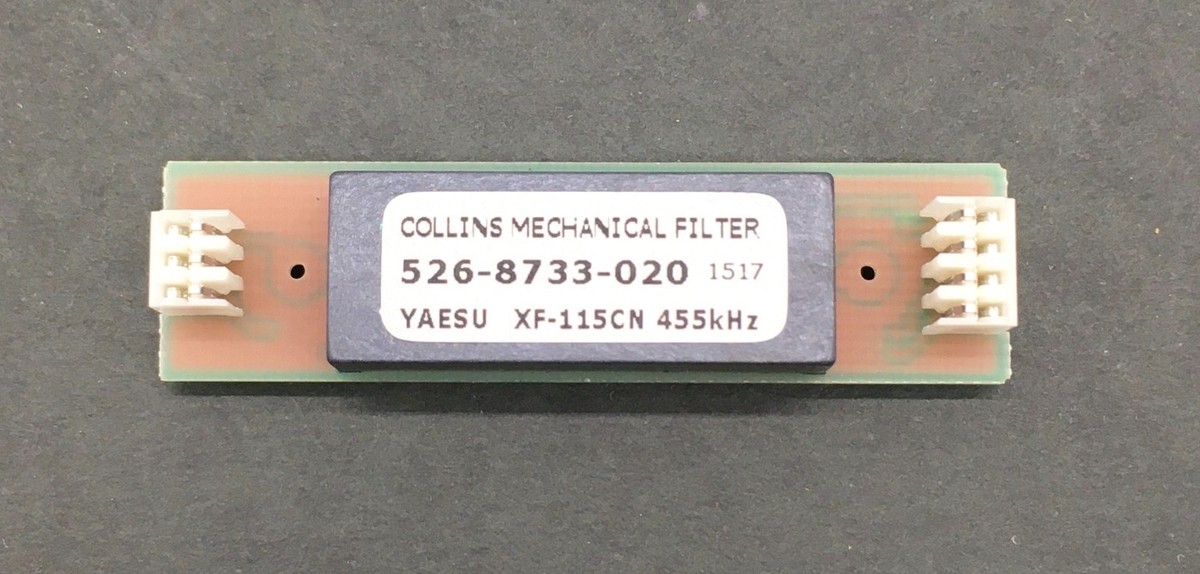 COLLINS MECHANICAL FILTER
526-8733-020 1517
YAESU XF-115CN 455kHz